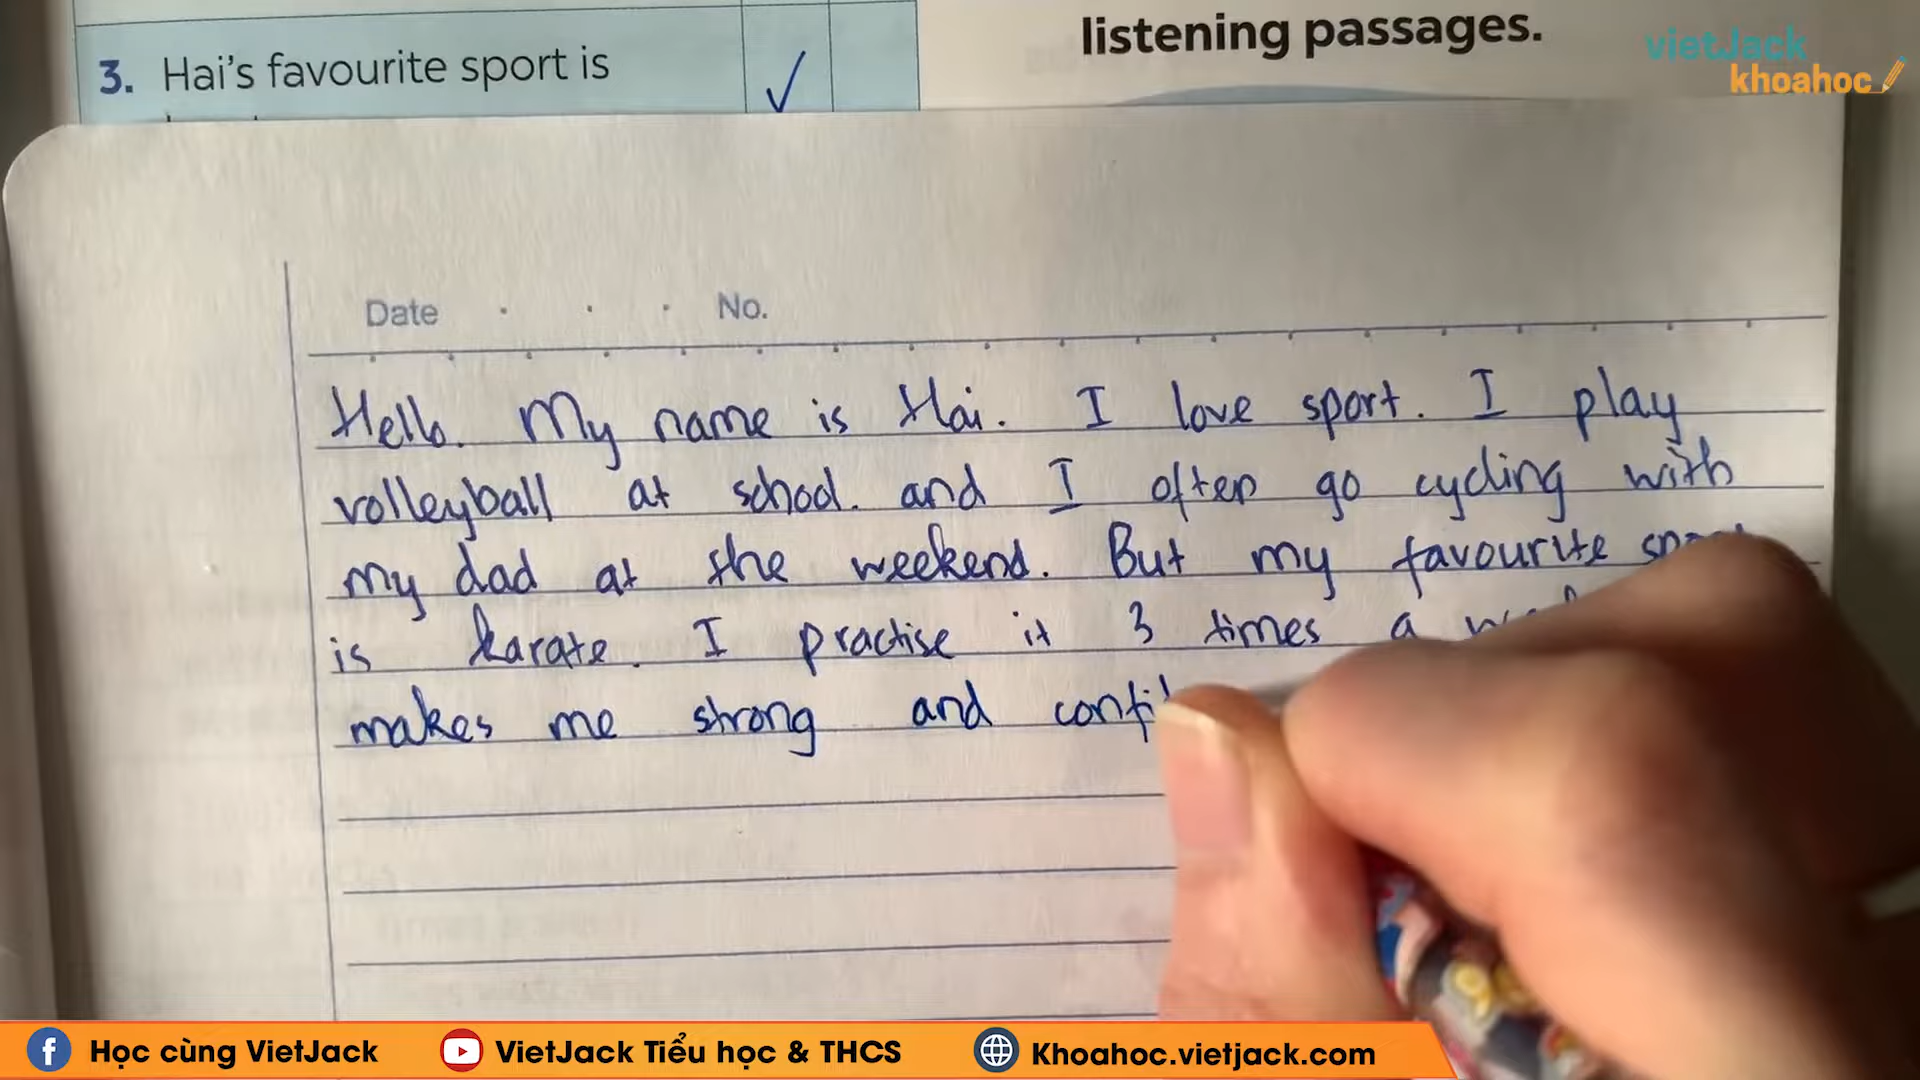 3. Hai's favourite sport is
listening passages.
vietJack
khoahoc
Date . . . No.
Hello. My name is Hai. I love sport. I play
volleyball at school. and I often go cycling with
my dad at the weekend. But my favourite
is karate. I practise it 3 times a
makes me strong and
Học cùng VietJack
VietJack Tiểu học & THCS
Khoahoc.vietjack.com